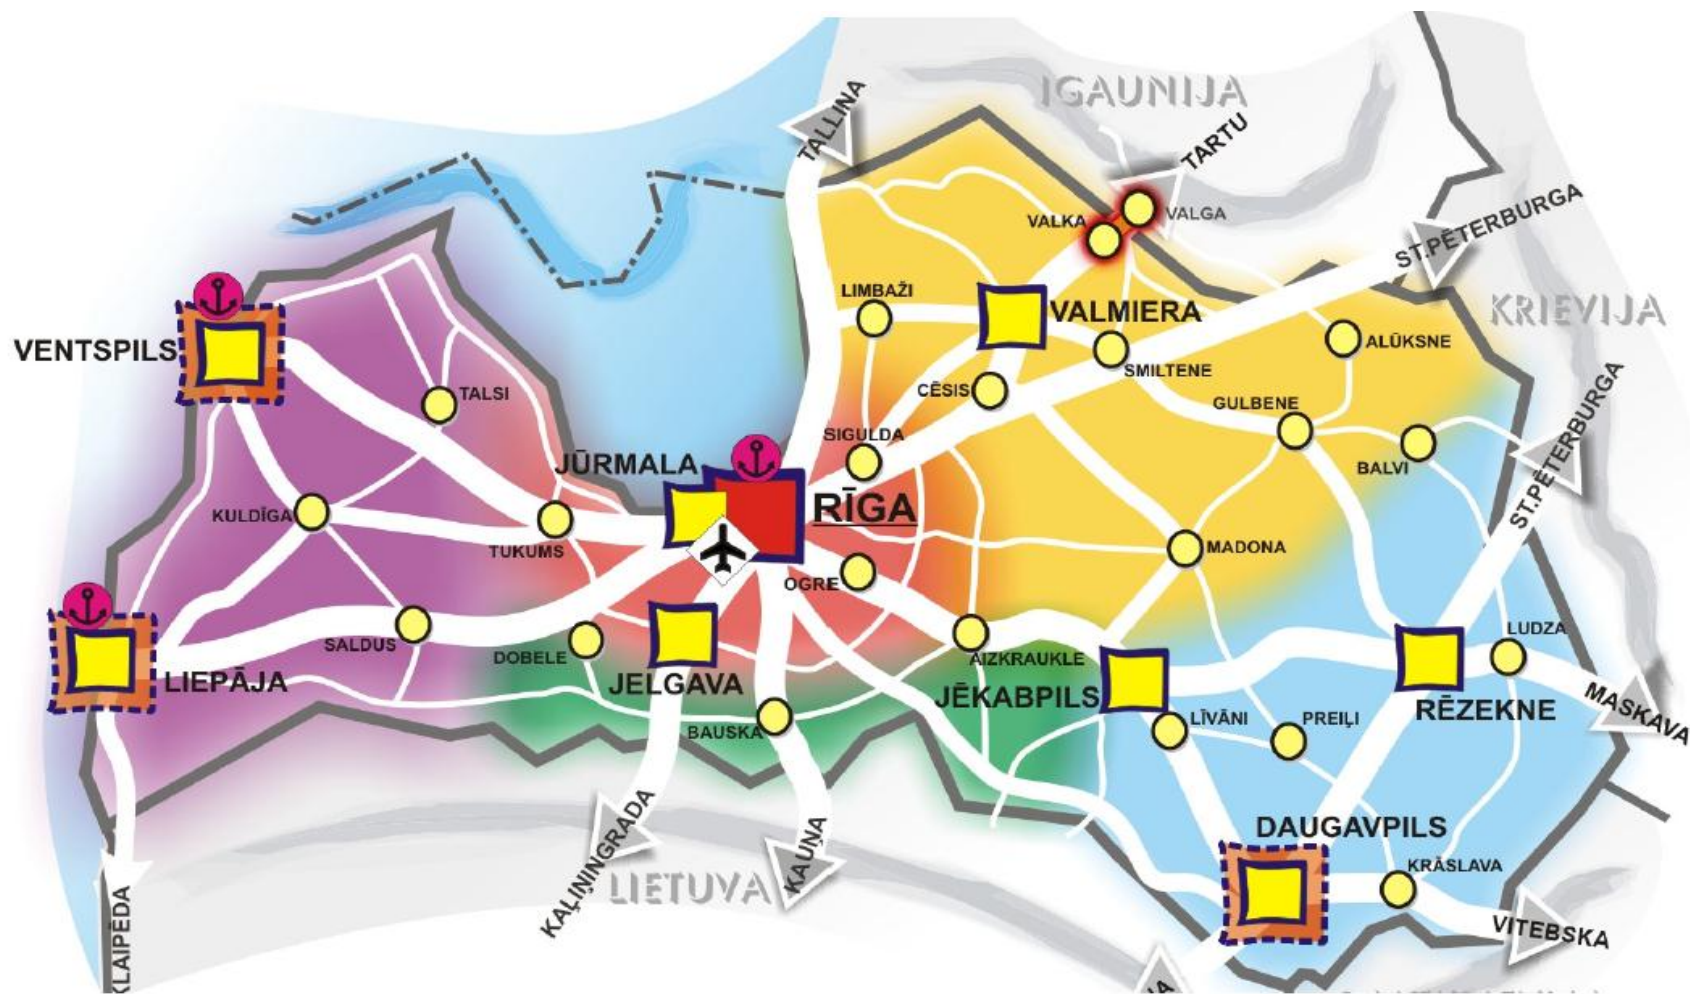 IGAUNIJA
TALLINA
TARTU
VALKA
VALGA
ST.PĒTERBURGA
KRIEVIJA
LIMBAŽI
VALMIERA
VENTSPILS
ALŪKSNE
SMILTENE
TALSI
CĒSIS
GULBENE
ST.PĒTERBURGA
SIGULDA
BALVI
JŪRMALA
RĪGA
KULDĪGA
TUKUMS
MADONA
OGRE
SALDUS
DOBELE
AIZKRAUKLE
LUDZA
LIEPĀJA
JELGAVA
JĒKABPILS
RĒZEKNE
MASKAVA
LĪVĀNI
PREIĻI
BAUSKA
DAUGAVPILS
KAĻIŅINGRADA
KAUŅA
LIETUVA
KRĀSLAVA
KLAIPĒDA
VITEBSKA